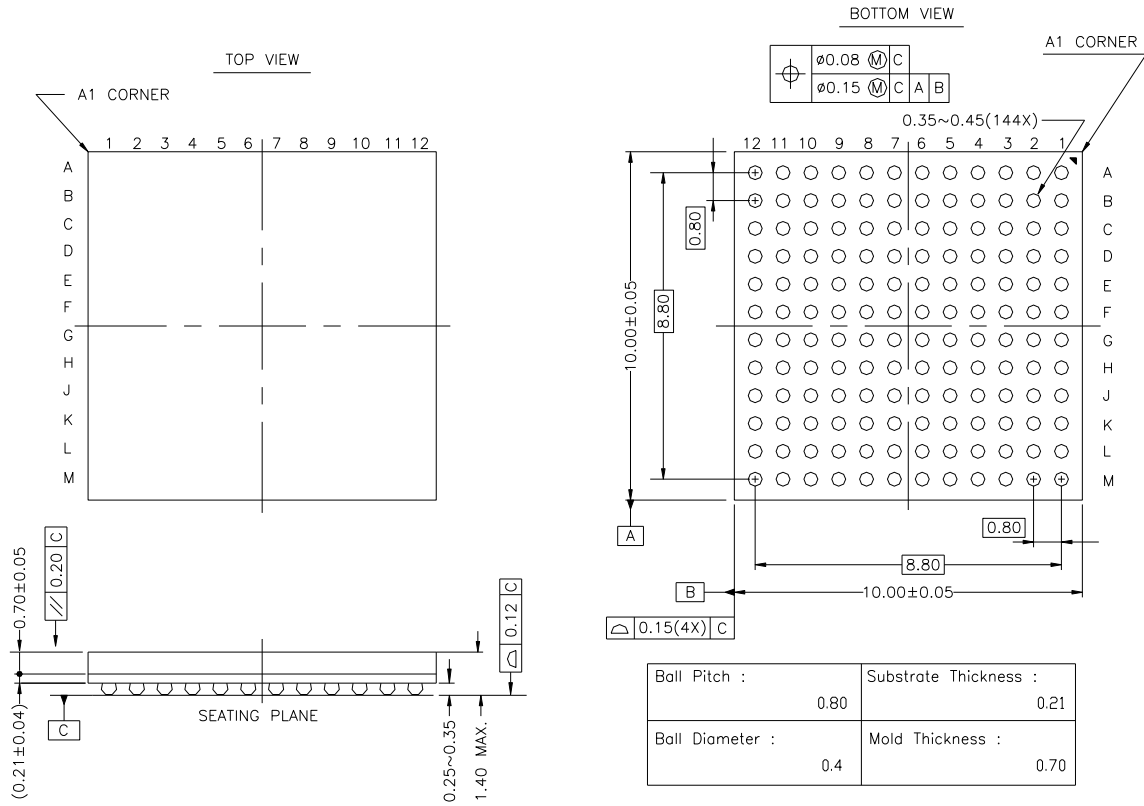 TOP VIEW
A1 CORNER
1 2 3 4 5 6 7 8 9 10 11 12
A
B
C
D
E
F
G
H
J
K
L
M
BOTTOM VIEW
A1 CORNER
ø0.08 Ⓜ C
ø0.15 Ⓜ C A B
0.35~0.45(144X)
12 11 10 9 8 7 6 5 4 3 2 1
A
B
C
D
E
F
G
H
J
K
L
M
0.80
8.80
10.00±0.05
A
0.80
8.80
B
10.00±0.05
0.15(4X) C
0.70±0.05
// 0.20 C
(0.21±0.04)
C
SEATING PLANE
0.12 C
0.25~0.35
1.40 MAX.
Ball Pitch :
0.80
Substrate Thickness :
0.21
Ball Diameter :
0.4
Mold Thickness :
0.70